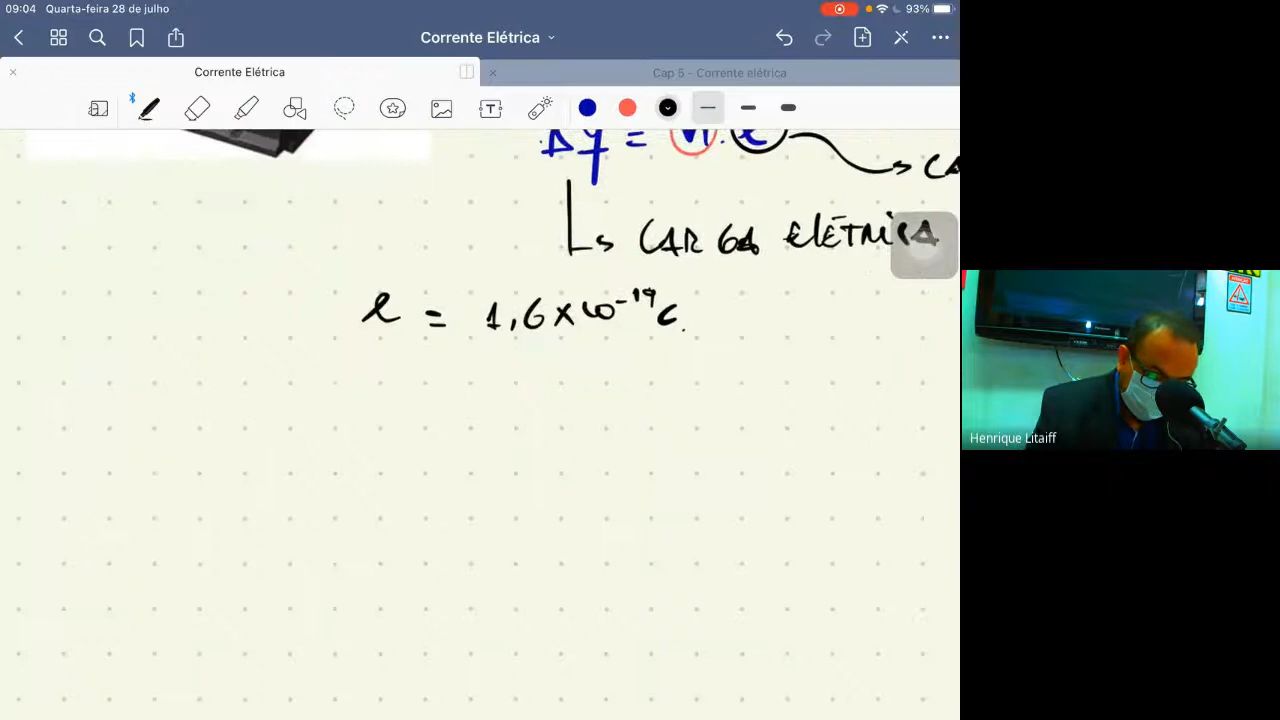 09:04 Quarta-feira 28 de julho 93%
Corrente Elétrica
Corrente Elétrica
Cap 5 - Corrente elétrica
Δq = n . e
CA
CARGA ELÉTRICA
e = 1,6 x 10⁻¹⁹ C.
Henrique Litaiff